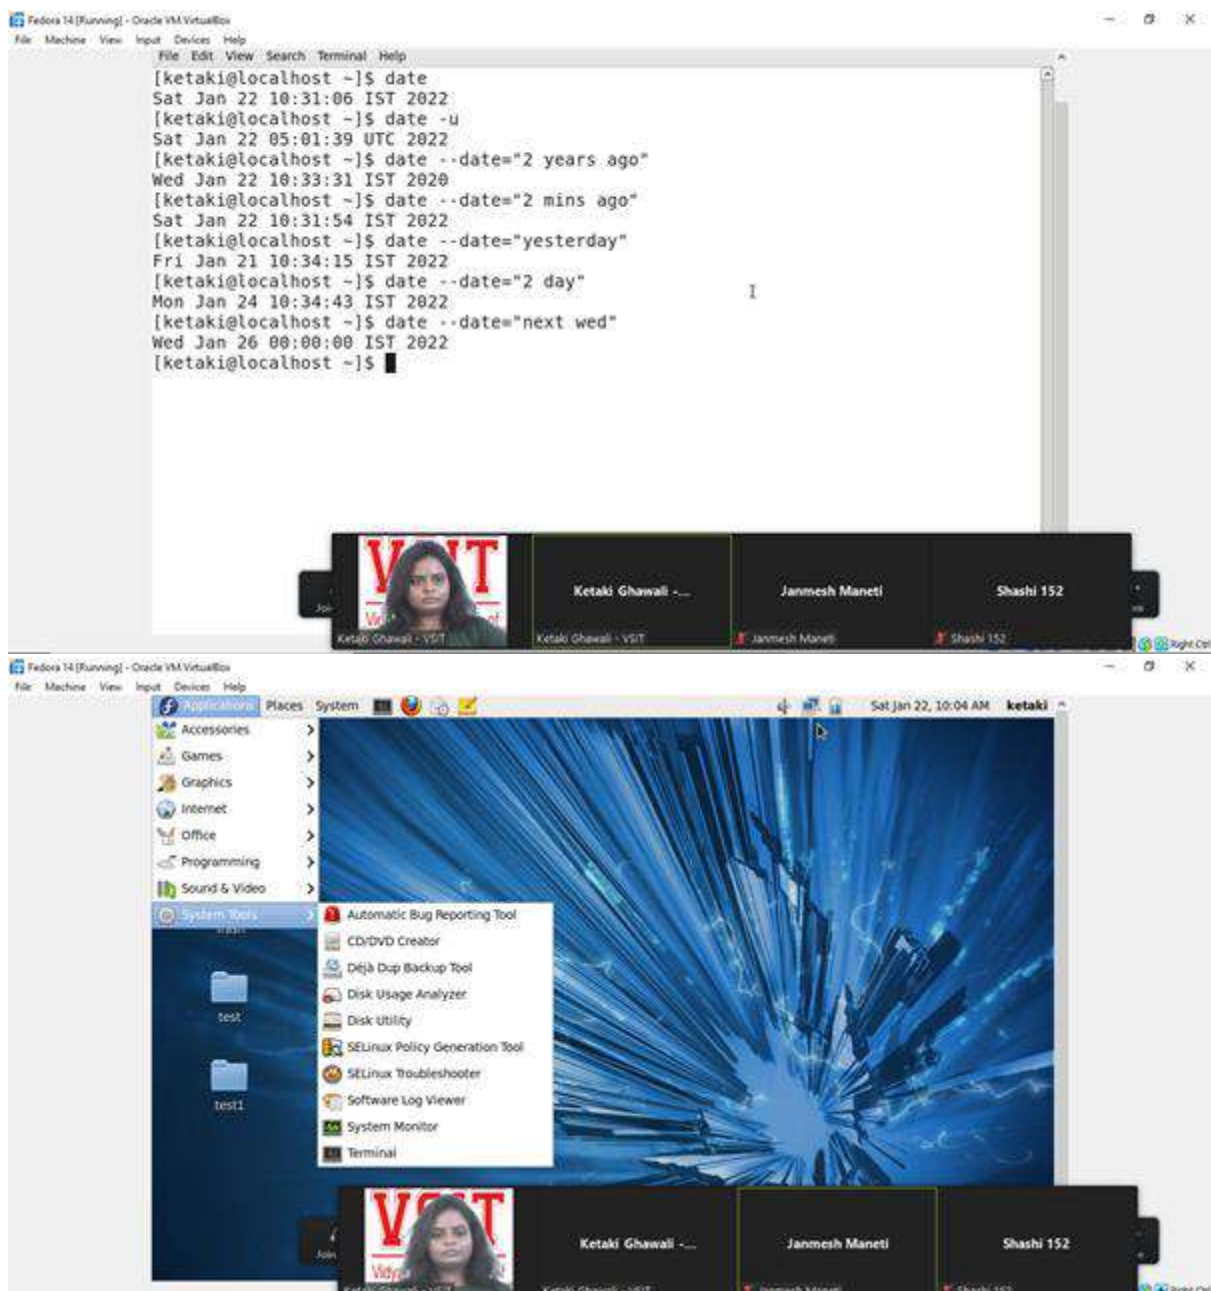 Fedora 14 [Running] - Oracle VM VirtualBox
File Machine View Input Devices Help
File Edit View Search Terminal Help
[ketaki@localhost ~]$ date
Sat Jan 22 10:31:06 IST 2022
[ketaki@localhost ~]$ date -u
Sat Jan 22 05:01:39 UTC 2022
[ketaki@localhost ~]$ date --date="2 years ago"
Wed Jan 22 10:33:31 IST 2020
[ketaki@localhost ~]$ date --date="2 mins ago"
Sat Jan 22 10:31:54 IST 2022
[ketaki@localhost ~]$ date --date="yesterday"
Fri Jan 21 10:34:15 IST 2022
[ketaki@localhost ~]$ date --date="2 day"
Mon Jan 24 10:34:43 IST 2022
[ketaki@localhost ~]$ date --date="next wed"
Wed Jan 26 00:00:00 IST 2022
[ketaki@localhost ~]$
Ketaki Ghawali -... Janmesh Maneti Shashi 152
Ketaki Ghawali - VSIT Ketaki Ghawali - VSIT Janmesh Maneti Shashi 152
Right Ctrl
Fedora 14 [Running] - Oracle VM VirtualBox
File Machine View Input Devices Help
Applications Places System Sat Jan 22, 10:04 AM ketaki
Accessories
Games
Graphics
Internet
Office
Programming
Sound & Video
System Tools
Automatic Bug Reporting Tool
CD/DVD Creator
Déjà Dup Backup Tool
Disk Usage Analyzer
Disk Utility
SELinux Policy Generation Tool
SELinux Troubleshooter
Software Log Viewer
System Monitor
Terminal
test
test1
Ketaki Ghawali -... Janmesh Maneti Shashi 152